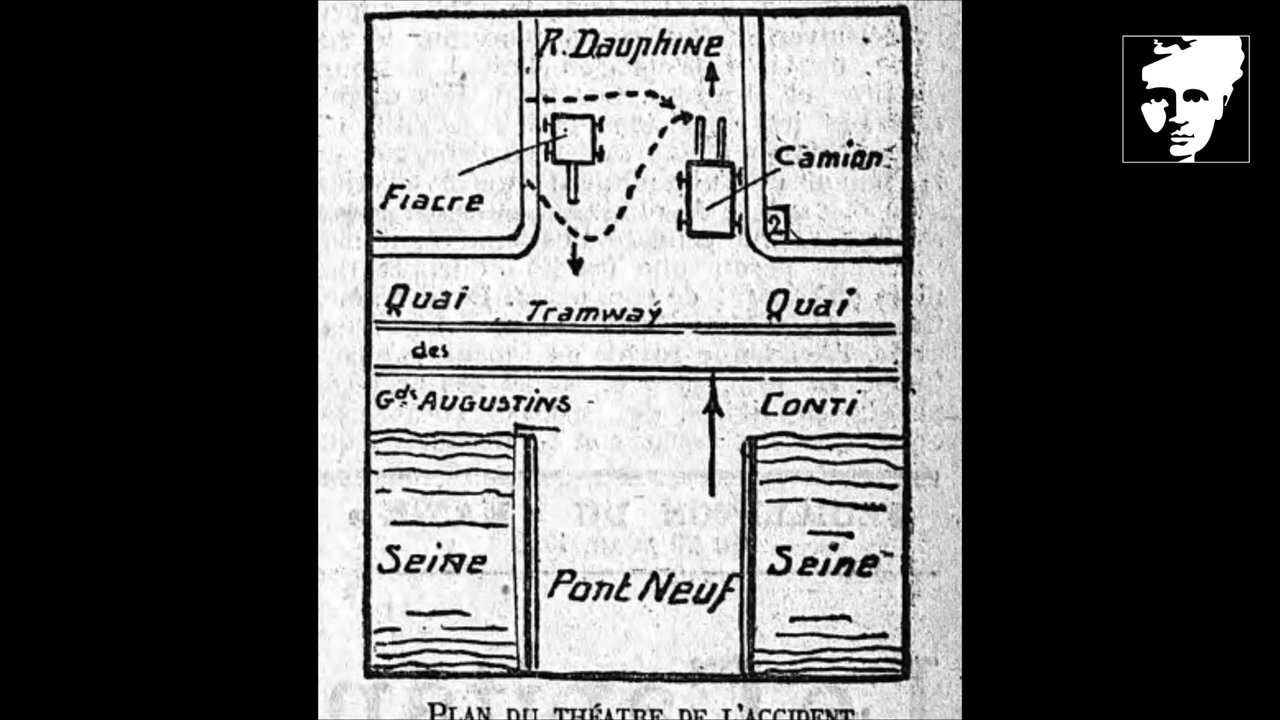 R. Dauphine
Camion
Fiacre
2
Quai
Tramway
Quai
des
Gds AUGUSTINS
CONTI
Seine
Seine
Pont Neuf
PLAN DU THÉATRE DE L'ACCIDENT